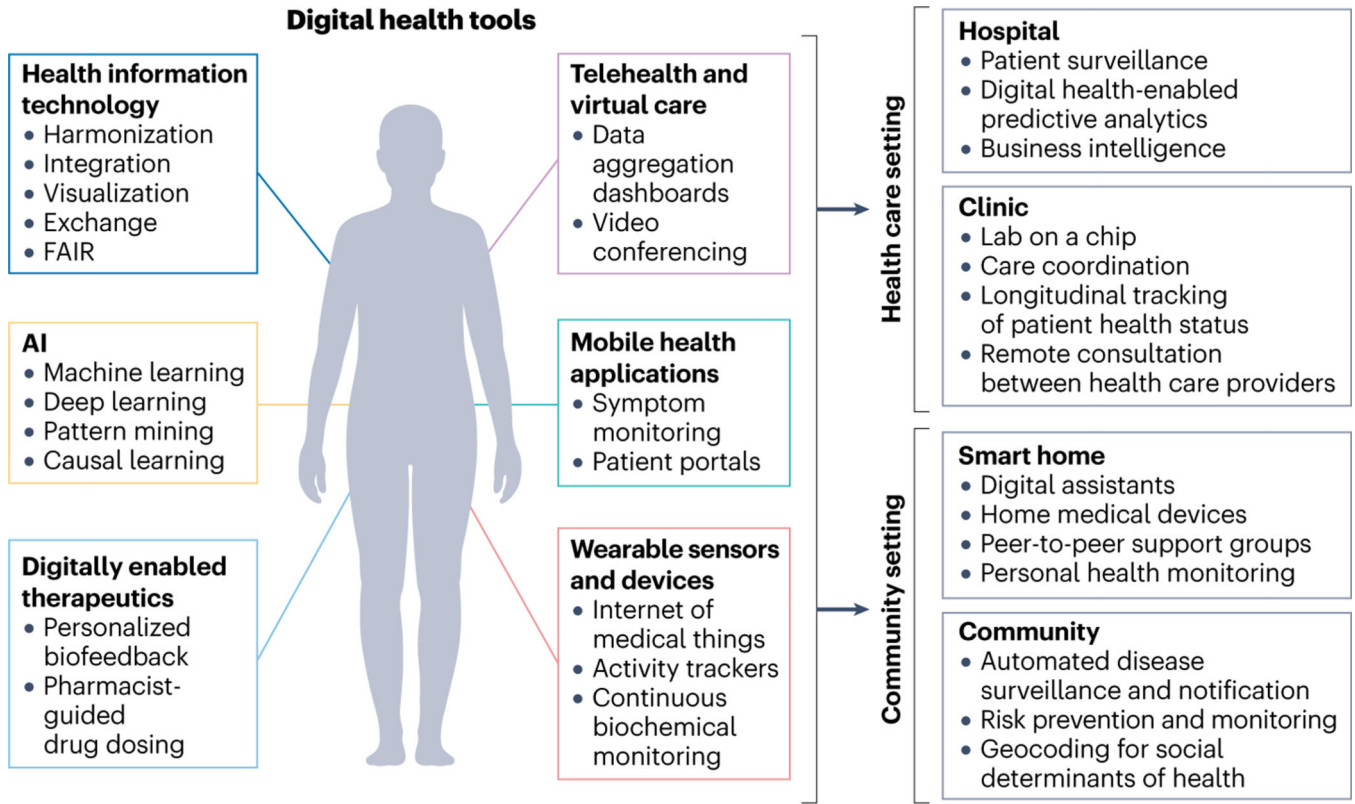 Digital health tools
Health information
technology
• Harmonization
• Integration
• Visualization
• Exchange
• FAIR
AI
• Machine learning
• Deep learning
• Pattern mining
• Causal learning
Digitally enabled
therapeutics
• Personalized
biofeedback
• Pharmacist-
guided
drug dosing
Telehealth and
virtual care
• Data
aggregation
dashboards
• Video
conferencing
Mobile health
applications
• Symptom
monitoring
• Patient portals
Wearable sensors
and devices
• Internet of
medical things
• Activity trackers
• Continuous
biochemical
monitoring
Health care setting
Hospital
• Patient surveillance
• Digital health-enabled
predictive analytics
• Business intelligence
Clinic
• Lab on a chip
• Care coordination
• Longitudinal tracking
of patient health status
• Remote consultation
between health care providers
Community setting
Smart home
• Digital assistants
• Home medical devices
• Peer-to-peer support groups
• Personal health monitoring
Community
• Automated disease
surveillance and notification
• Risk prevention and monitoring
• Geocoding for social
determinants of health